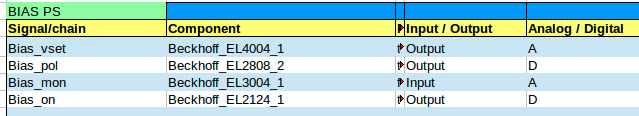 BIAS PS
Signal/chain Component Input / Output Analog / Digital
Bias_vset Beckhoff_EL4004_1 Output A
Bias_pol Beckhoff_EL2808_2 Output D
Bias_mon Beckhoff_EL3004_1 Input A
Bias_on Beckhoff_EL2124_1 Output D